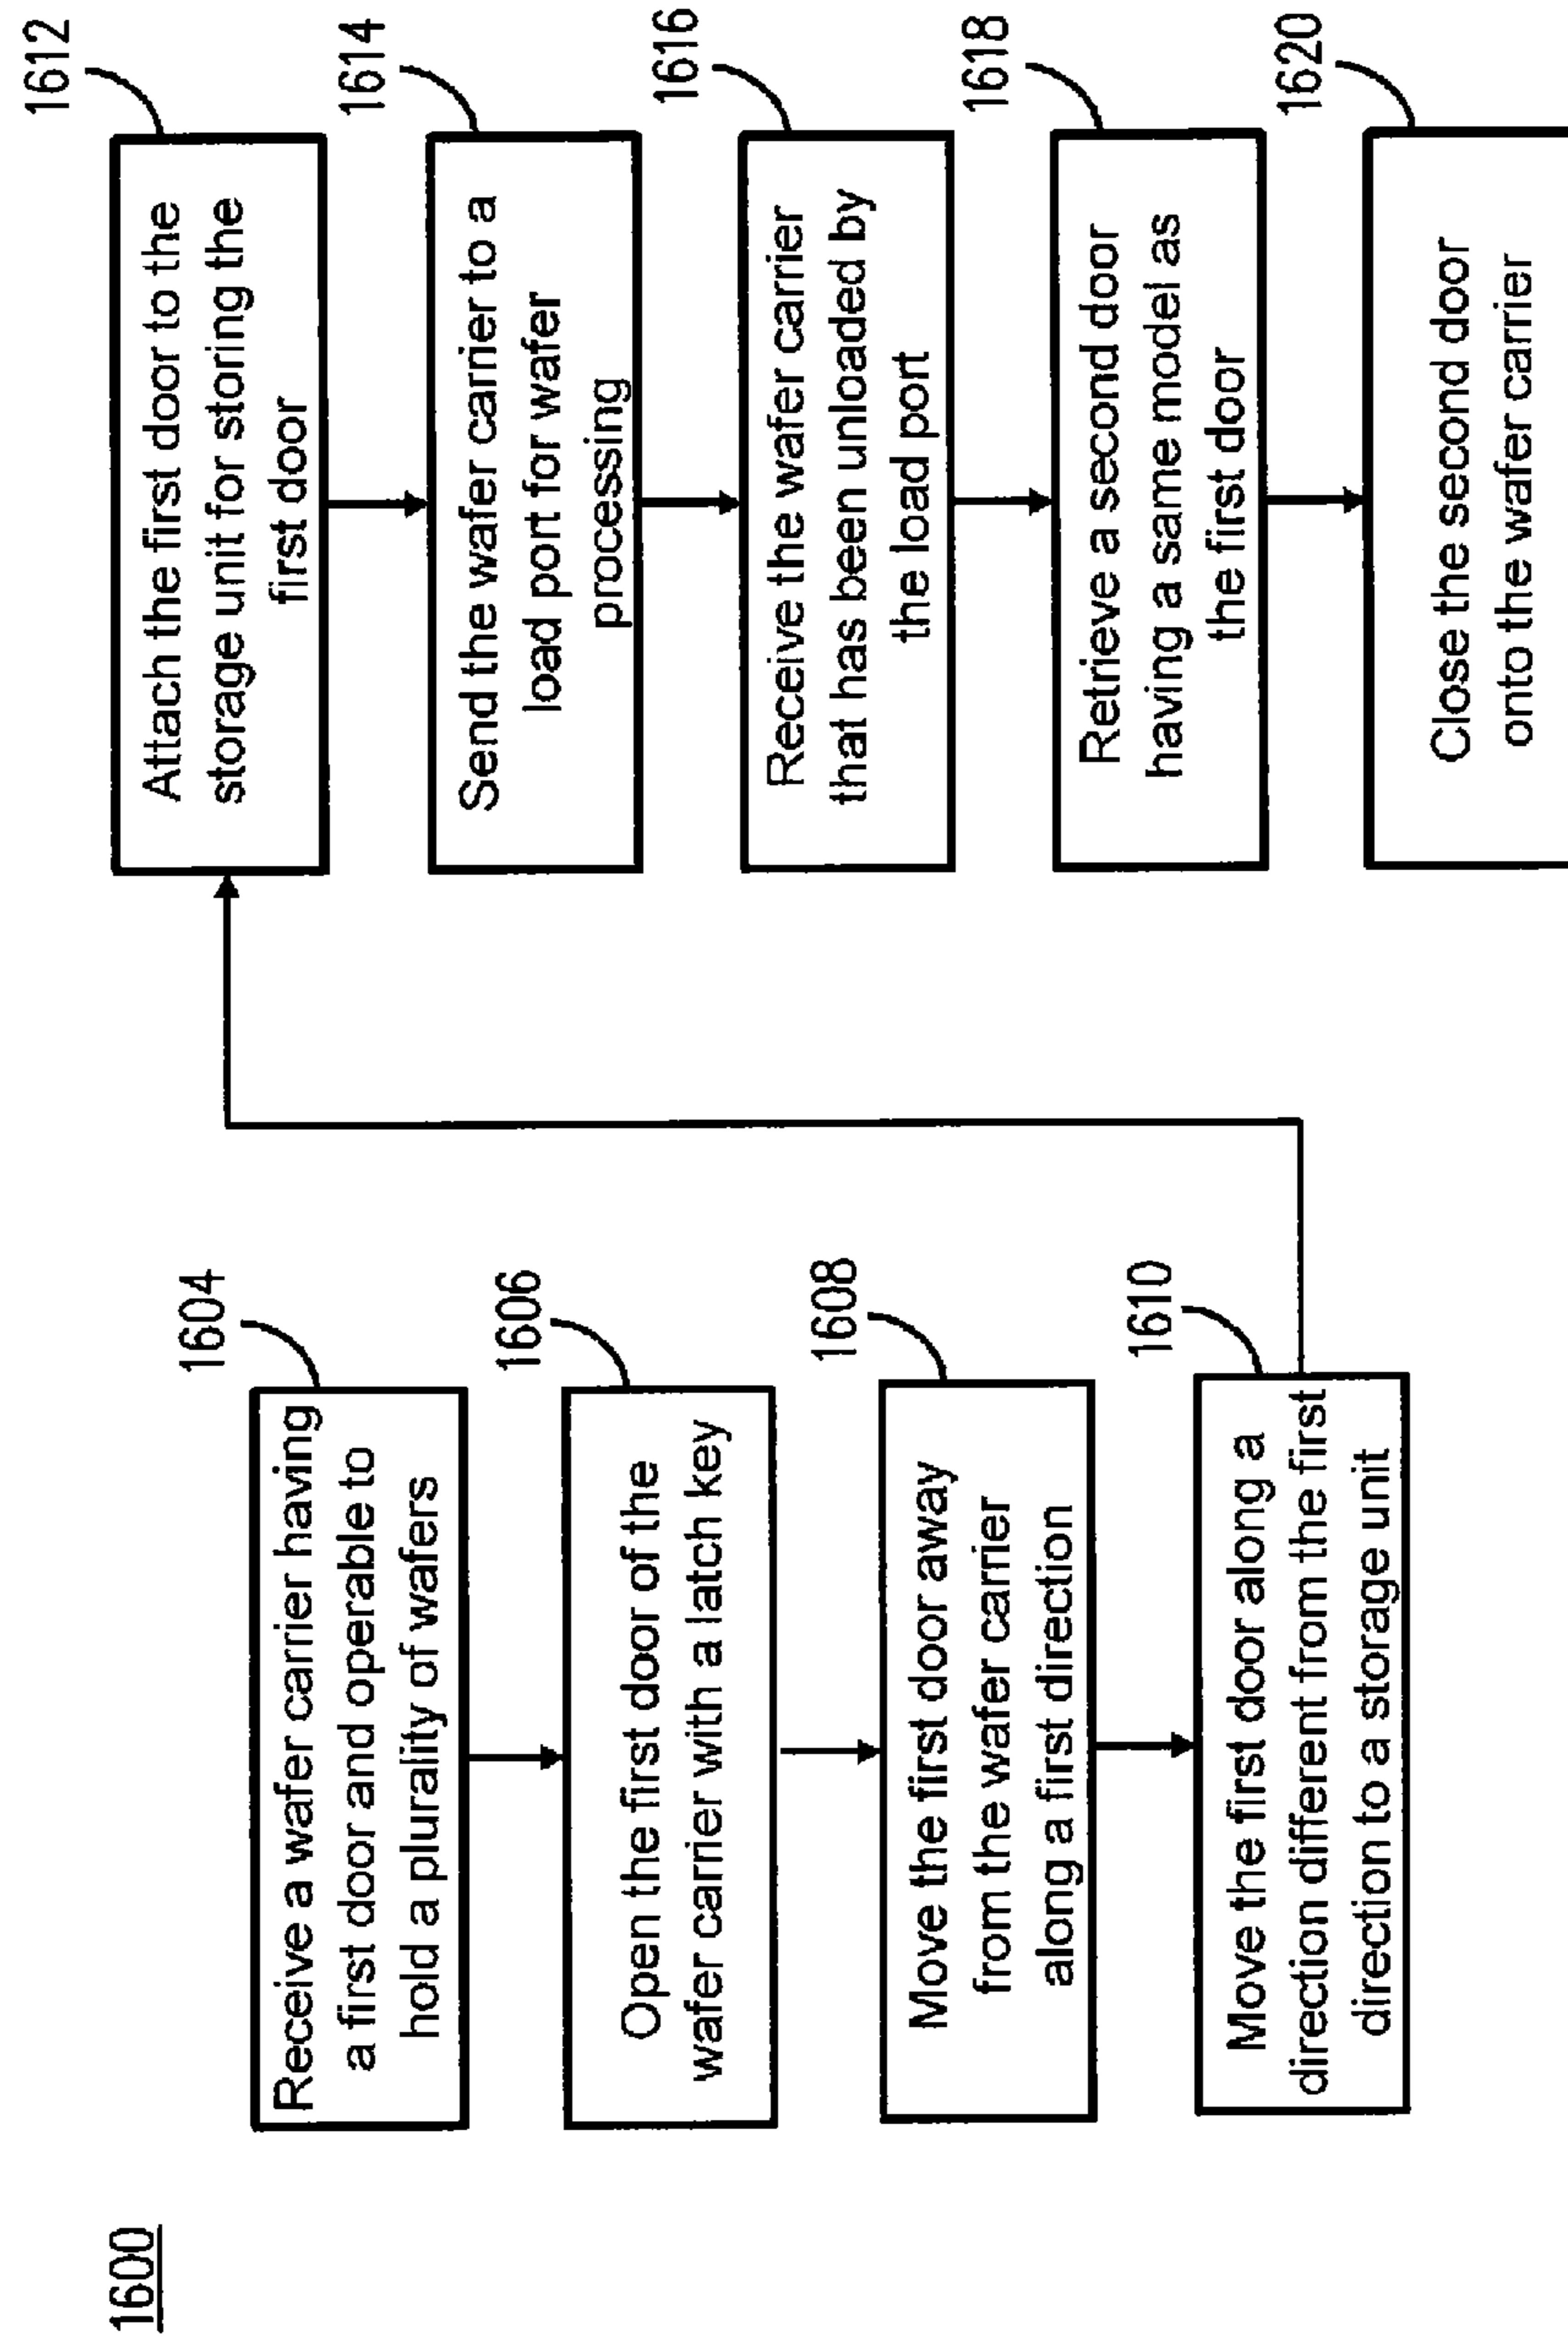 1600
1604
Receive a wafer carrier having
a first door and operable to
hold a plurality of wafers
1606
Open the first door of the
wafer carrier with a latch key
1608
Move the first door away
from the wafer carrier
along a first direction
1610
Move the first door along a
direction different from the first
direction to a storage unit
1612
Attach the first door to the
storage unit for storing the
first door
1614
Send the wafer carrier to a
load port for wafer
processing
1616
Receive the wafer carrier
that has been unloaded by
the load port
1618
Retrieve a second door
having a same model as
the first door
1620
Close the second door
onto the wafer carrier